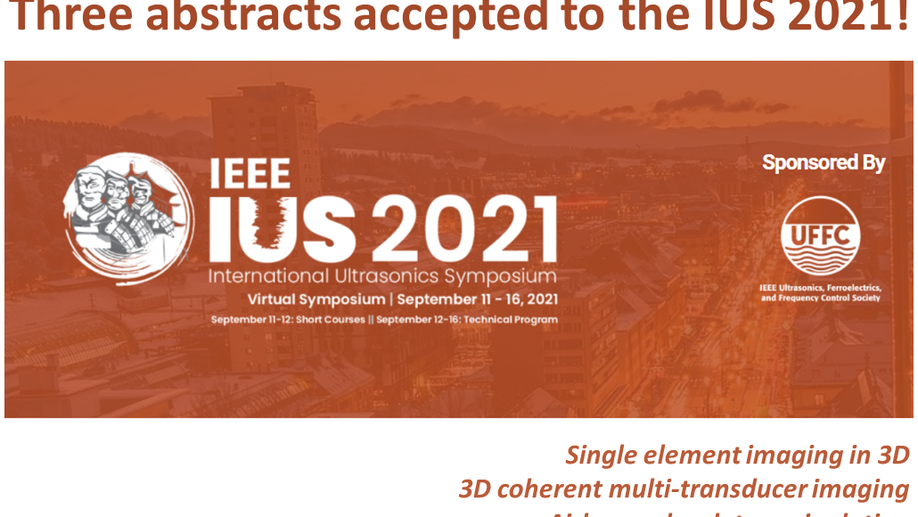 Three abstracts accepted to the IUS 2021!
Sponsored By
IEEE
IUS 2021
International Ultrasonics Symposium
Virtual Symposium | September 11 - 16, 2021
September 11-12: Short Courses || September 12-16: Technical Program
UFFC
IEEE Ultrasonics, Ferroelectrics,
and Frequency Control Society
Single element imaging in 3D
3D coherent multi-transducer imaging